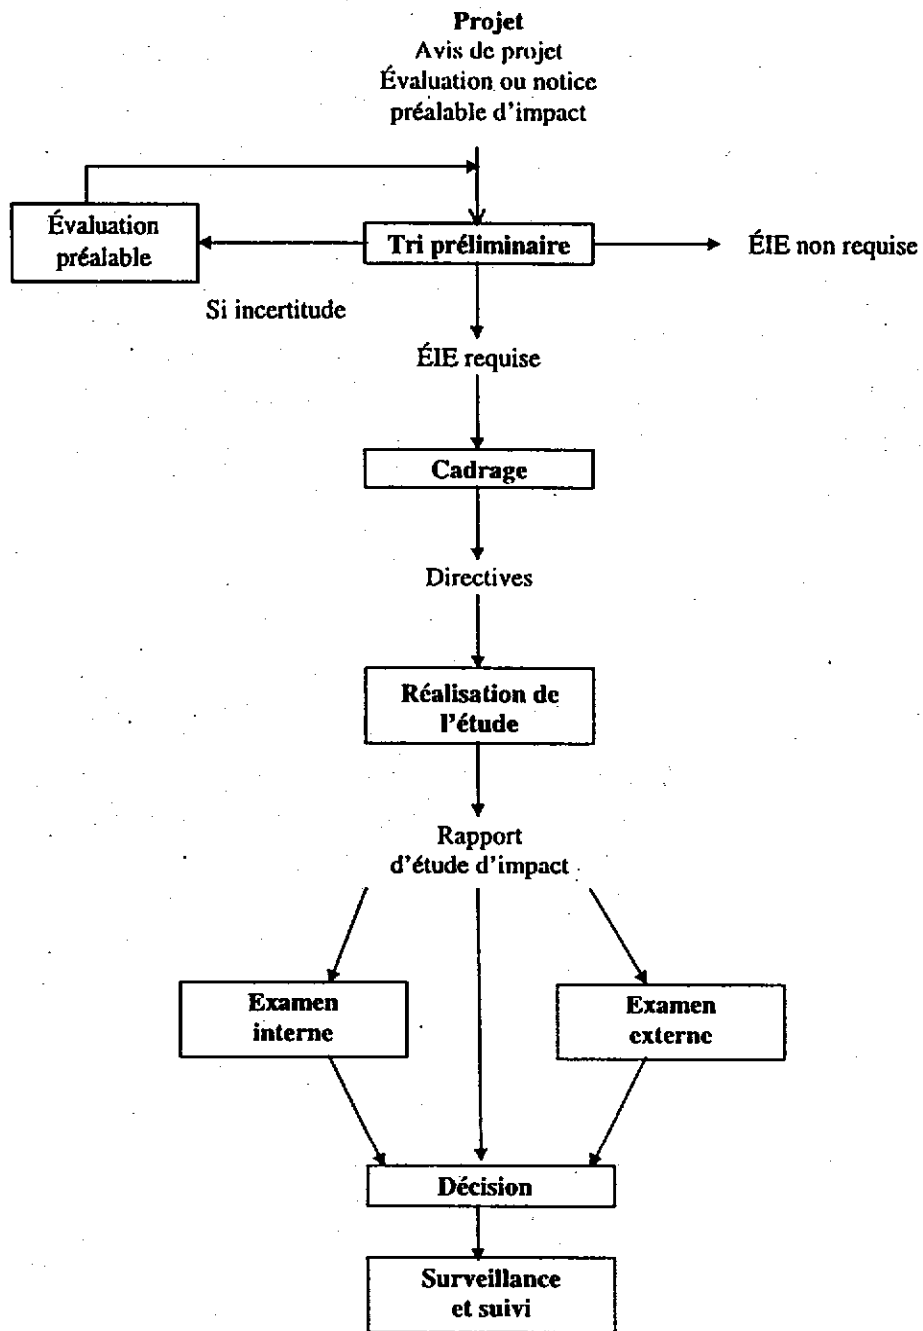 Projet
Avis de projet
Évaluation ou notice
préalable d'impact
Évaluation
préalable
Tri préliminaire
ÉIE non requise
Si incertitude
ÉIE requise
Cadrage
Directives
Réalisation de
l'étude
Rapport
d'étude d'impact
Examen
interne
Examen
externe
Décision
Surveillance
et suivi